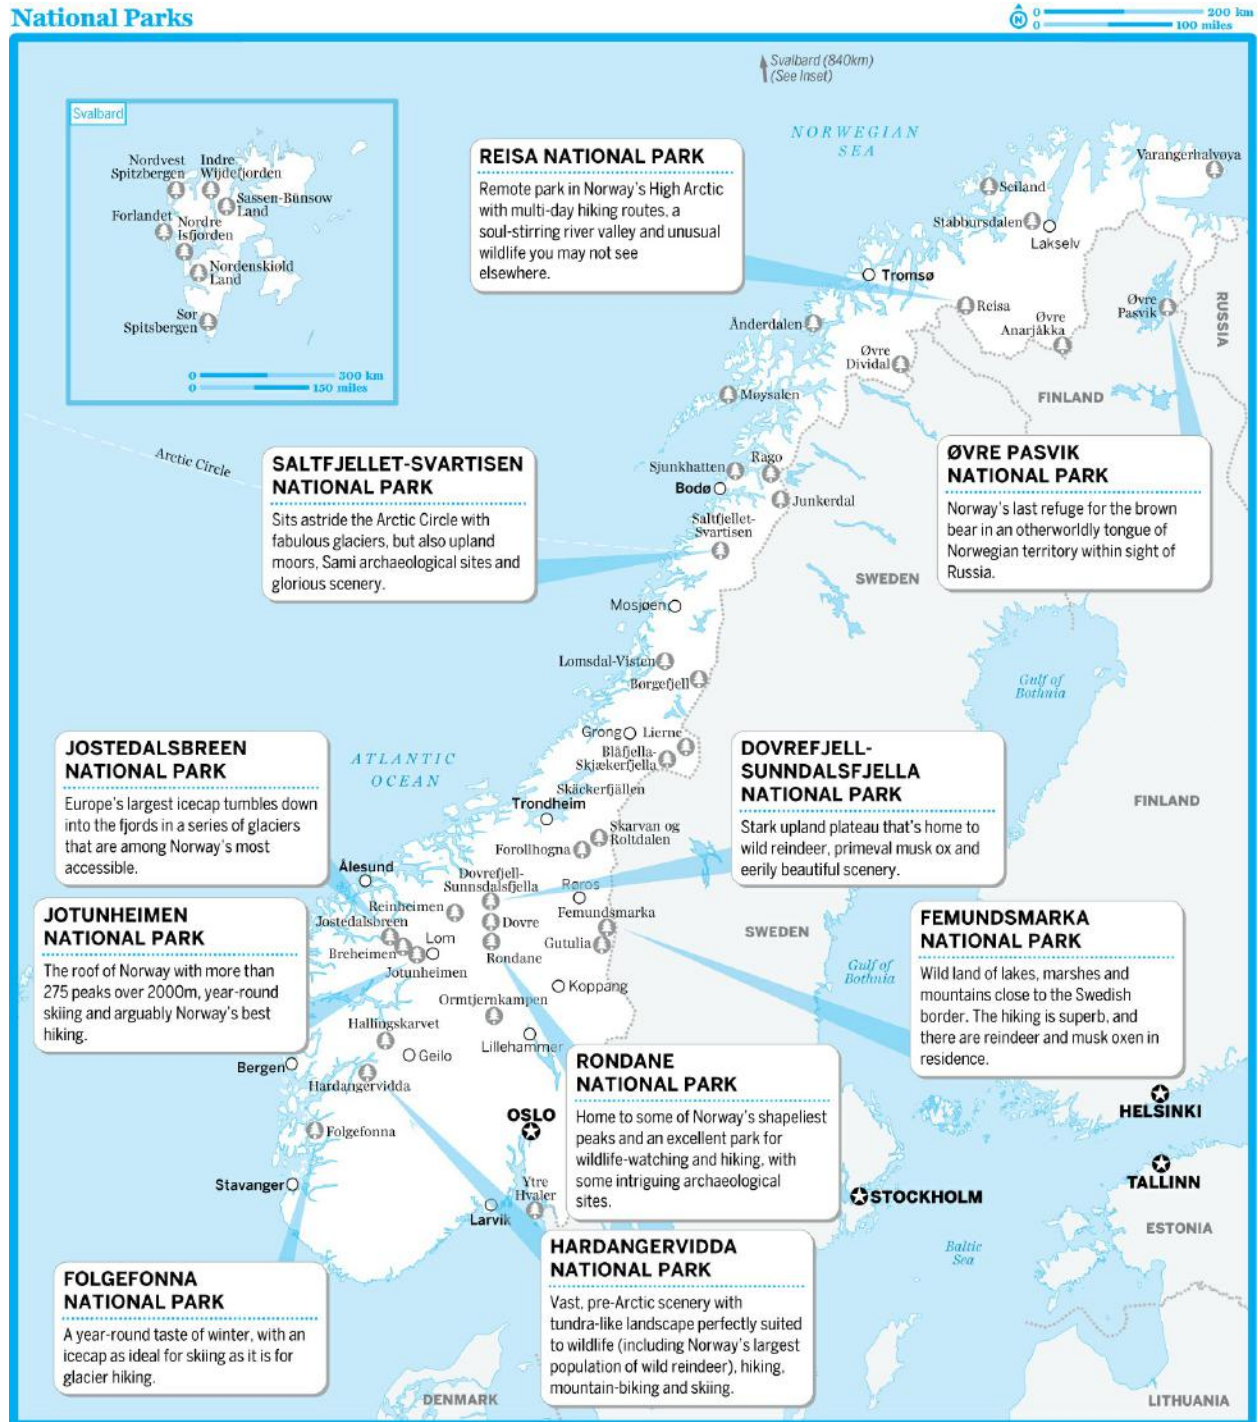 National Parks
0 200 km
0 100 miles
Svalbard (840km)
(See Inset)
Svalbard
Nordvest
Spitzbergen
Indre
Wijdefjorden
Sassen-Bünsow
Land
Forlandet
Nordre
Isfjorden
Nordenskiøld
Land
Sør
Spitsbergen
0 300 km
0 150 miles
NORWEGIAN
SEA
REISA NATIONAL PARK
Remote park in Norway's High Arctic
with multi-day hiking routes, a
soul-stirring river valley and unusual
wildlife you may not see
elsewhere.
Varangerhalvøya
Seiland
Stabbursdalen
Lakselv
Tromsø
Reisa
Øvre
Pasvik
RUSSIA
Øvre
Anarjåkka
Ånderdalen
Øvre
Dividal
Møysalen
FINLAND
Arctic Circle
SALTFJELLET-SVARTISEN
NATIONAL PARK
Sits astride the Arctic Circle with
fabulous glaciers, but also upland
moors, Sami archaeological sites and
glorious scenery.
Sjunkhatten
Rago
Bodø
Junkerdal
Saltfjellet-
Svartisen
ØVRE PASVIK
NATIONAL PARK
Norway's last refuge for the brown
bear in an otherworldly tongue of
Norwegian territory within sight of
Russia.
SWEDEN
Mosjøen
Lomsdal-Visten
Børgefjell
Gulf of
Bothnia
Grong
Lierne
Blåfjella-
Skjækerfjella
Skäckerfjällen
JOSTEDALSBREEN
NATIONAL PARK
Europe's largest icecap tumbles down
into the fjords in a series of glaciers
that are among Norway's most
accessible.
ATLANTIC
OCEAN
DOVREFJELL-
SUNNDALSFJELLA
NATIONAL PARK
Stark upland plateau that's home to
wild reindeer, primeval musk ox and
eerily beautiful scenery.
FINLAND
Trondheim
Skarvan og
Roltdalen
Forollhogna
Ålesund
Dovrefjell-
Sunnsdalsfjella
Røros
Reinheimen
Femundsmarka
Jostedalsbreen
Dovre
Lom
Gutulia
Breheimen
Rondane
Jotunheimen
JOTUNHEIMEN
NATIONAL PARK
The roof of Norway with more than
275 peaks over 2000m, year-round
skiing and arguably Norway's best
hiking.
SWEDEN
Gulf of
Bothnia
FEMUNDSMARKA
NATIONAL PARK
Wild land of lakes, marshes and
mountains close to the Swedish
border. The hiking is superb, and
there are reindeer and musk oxen in
residence.
Koppang
Ormtjernkampen
Hallingskarvet
Lillehammer
Geilo
Bergen
Hardangervidda
RONDANE
NATIONAL PARK
Home to some of Norway's shapeliest
peaks and an excellent park for
wildlife-watching and hiking, with
some intriguing archaeological
sites.
HELSINKI
OSLO
Folgefonna
TALLINN
Stavanger
Ytre
Hvaler
Larvik
STOCKHOLM
ESTONIA
Baltic
Sea
FOLGEFONNA
NATIONAL PARK
A year-round taste of winter, with an
icecap as ideal for skiing as it is for
glacier hiking.
HARDANGERVIDDA
NATIONAL PARK
Vast, pre-Arctic scenery with
tundra-like landscape perfectly suited
to wildlife (including Norway's largest
population of wild reindeer), hiking,
mountain-biking and skiing.
DENMARK
LITHUANIA